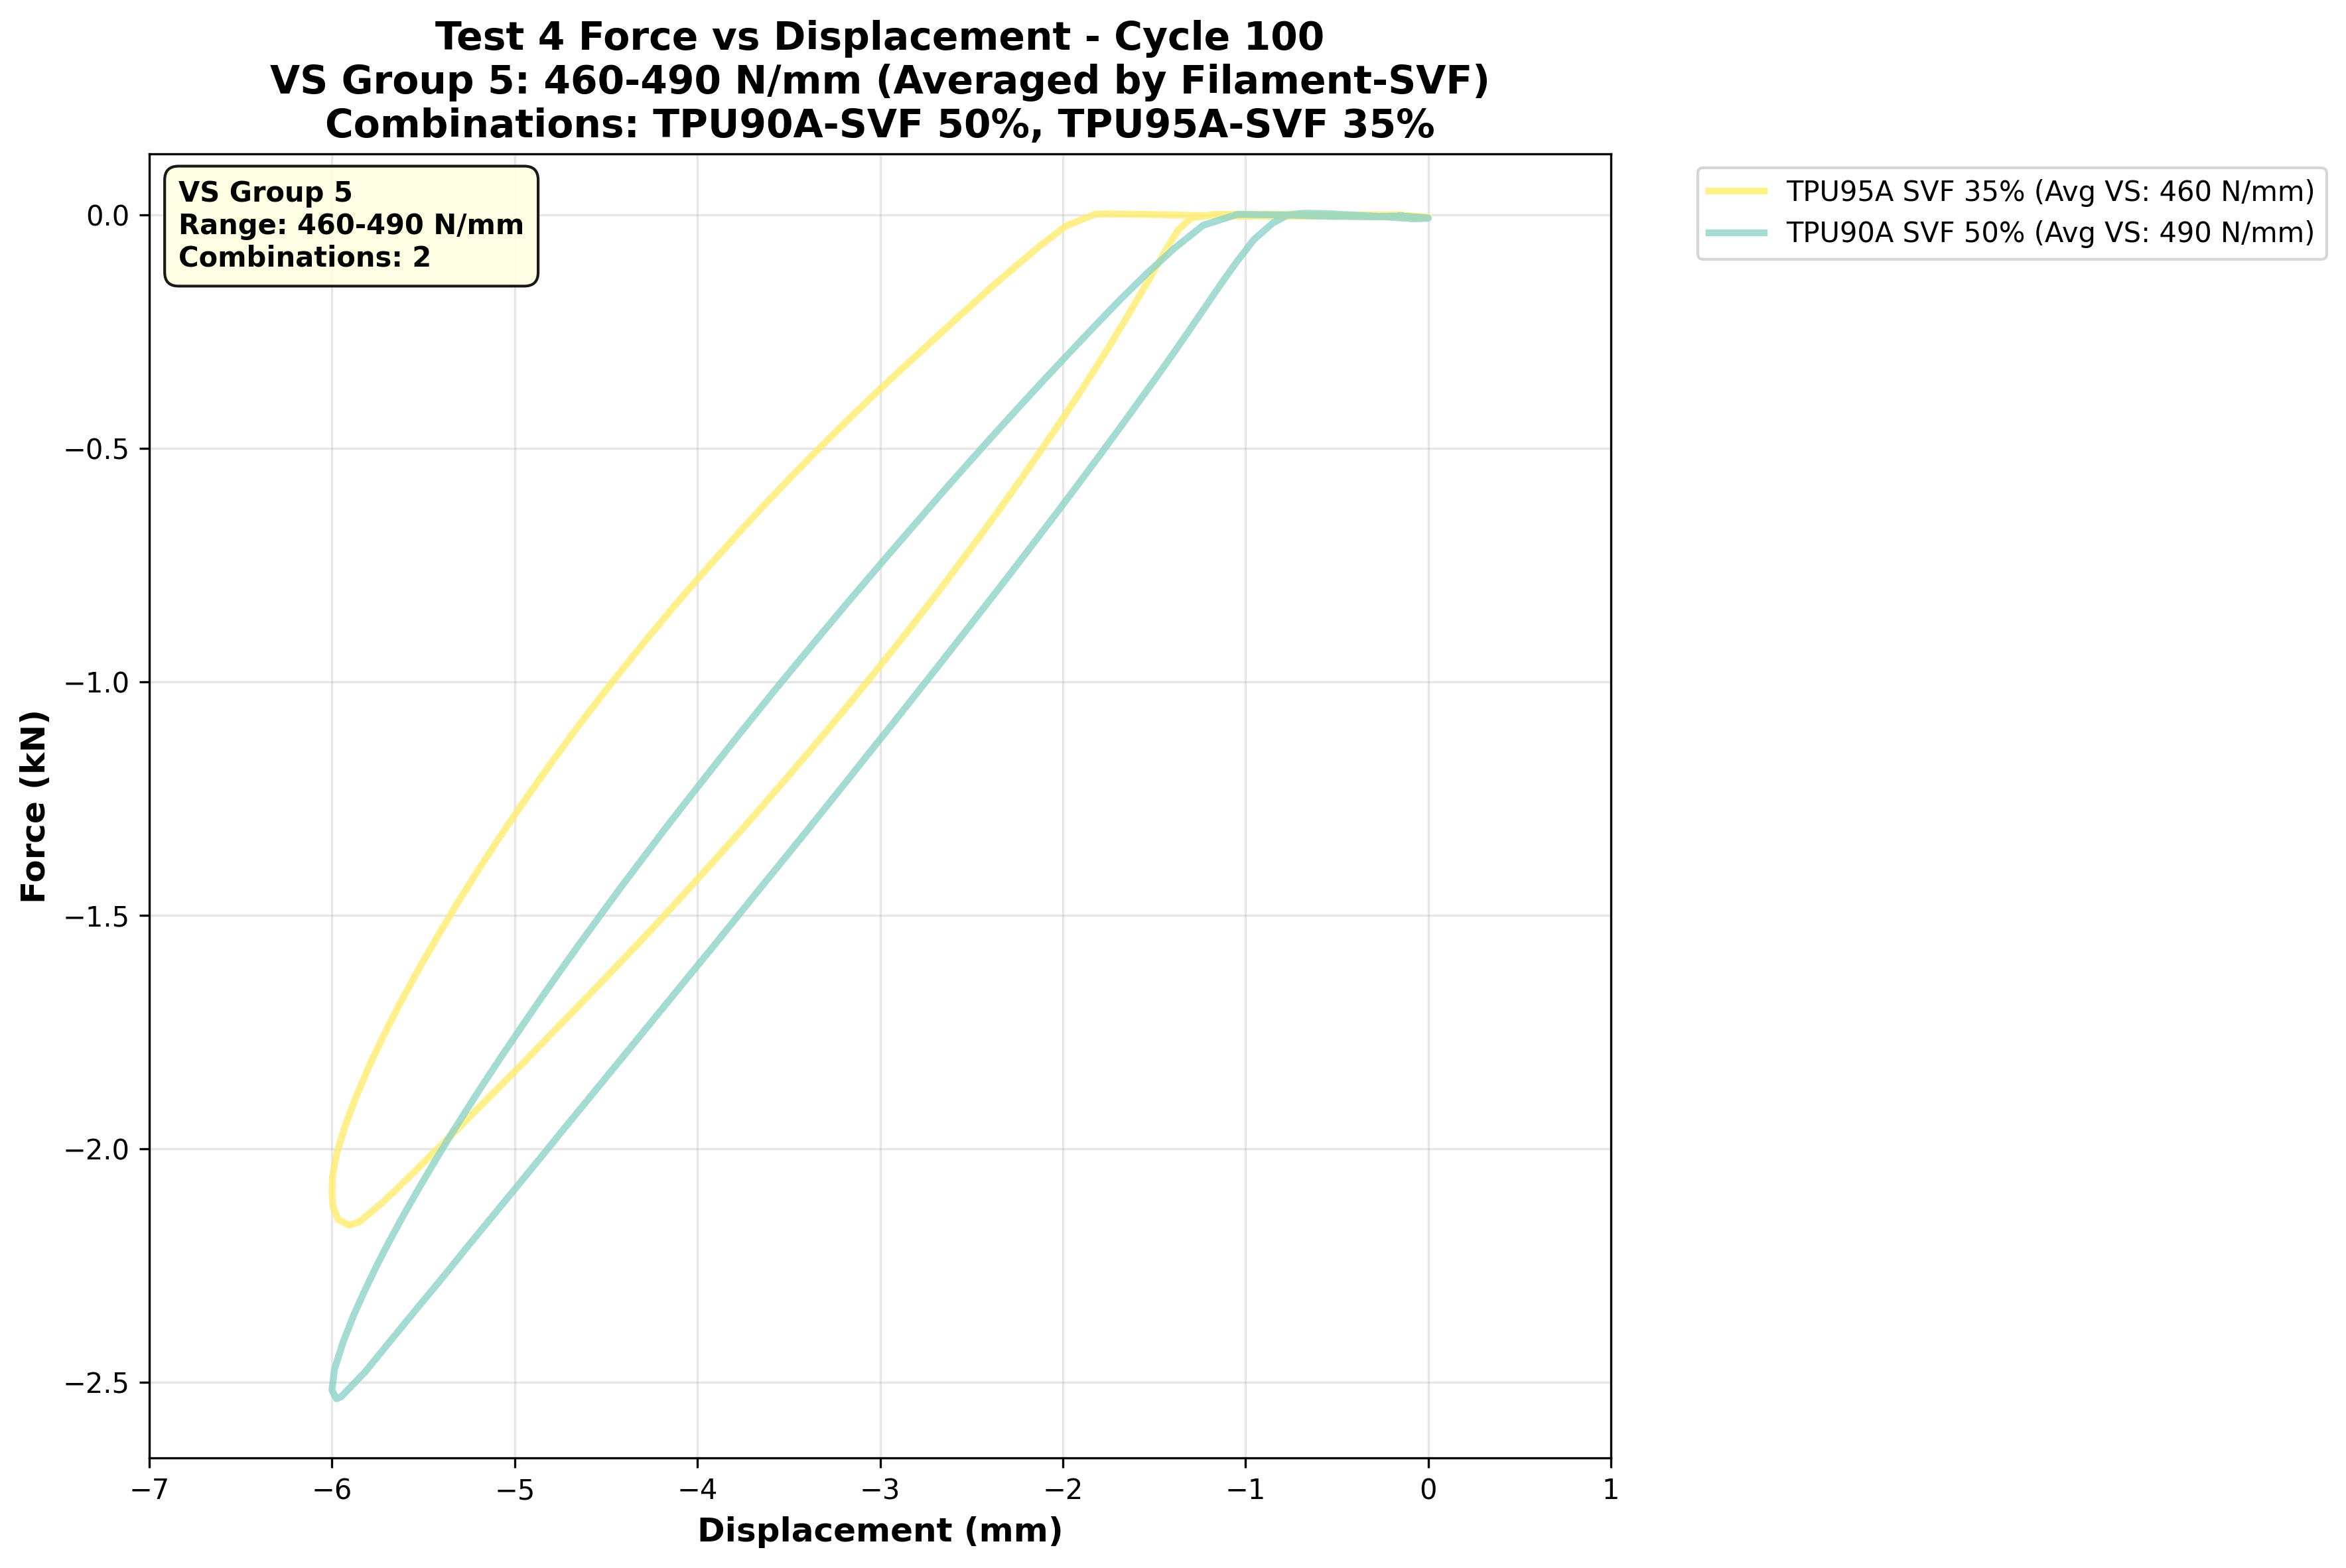 Test 4 Force vs Displacement - Cycle 100
VS Group 5: 460-490 N/mm (Averaged by Filament-SVF)
Combinations: TPU90A-SVF 50%, TPU95A-SVF 35%
VS Group 5
Range: 460-490 N/mm
Combinations: 2
TPU95A SVF 35% (Avg VS: 460 N/mm)
TPU90A SVF 50% (Avg VS: 490 N/mm)
Force (kN)
0.0
−0.5
−1.0
−1.5
−2.0
−2.5
−7 −6 −5 −4 −3 −2 −1 0 1
Displacement (mm)